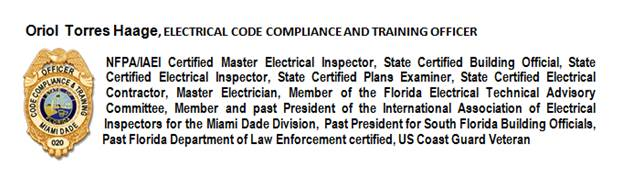 Oriol Torres Haage, ELECTRICAL CODE COMPLIANCE AND TRAINING OFFICER
NFPA/IAEI Certified Master Electrical Inspector, State Certified Building Official, State
Certified Electrical Inspector, State Certified Plans Examiner, State Certified Electrical
Contractor, Master Electrician, Member of the Florida Electrical Technical Advisory
Committee, Member and past President of the International Association of Electrical
Inspectors for the Miami Dade Division, Past President for South Florida Building Officials,
Past Florida Department of Law Enforcement certified, US Coast Guard Veteran
OFFICER
CODE COMPLIANCE & TRAINING
MIAMI DADE
020